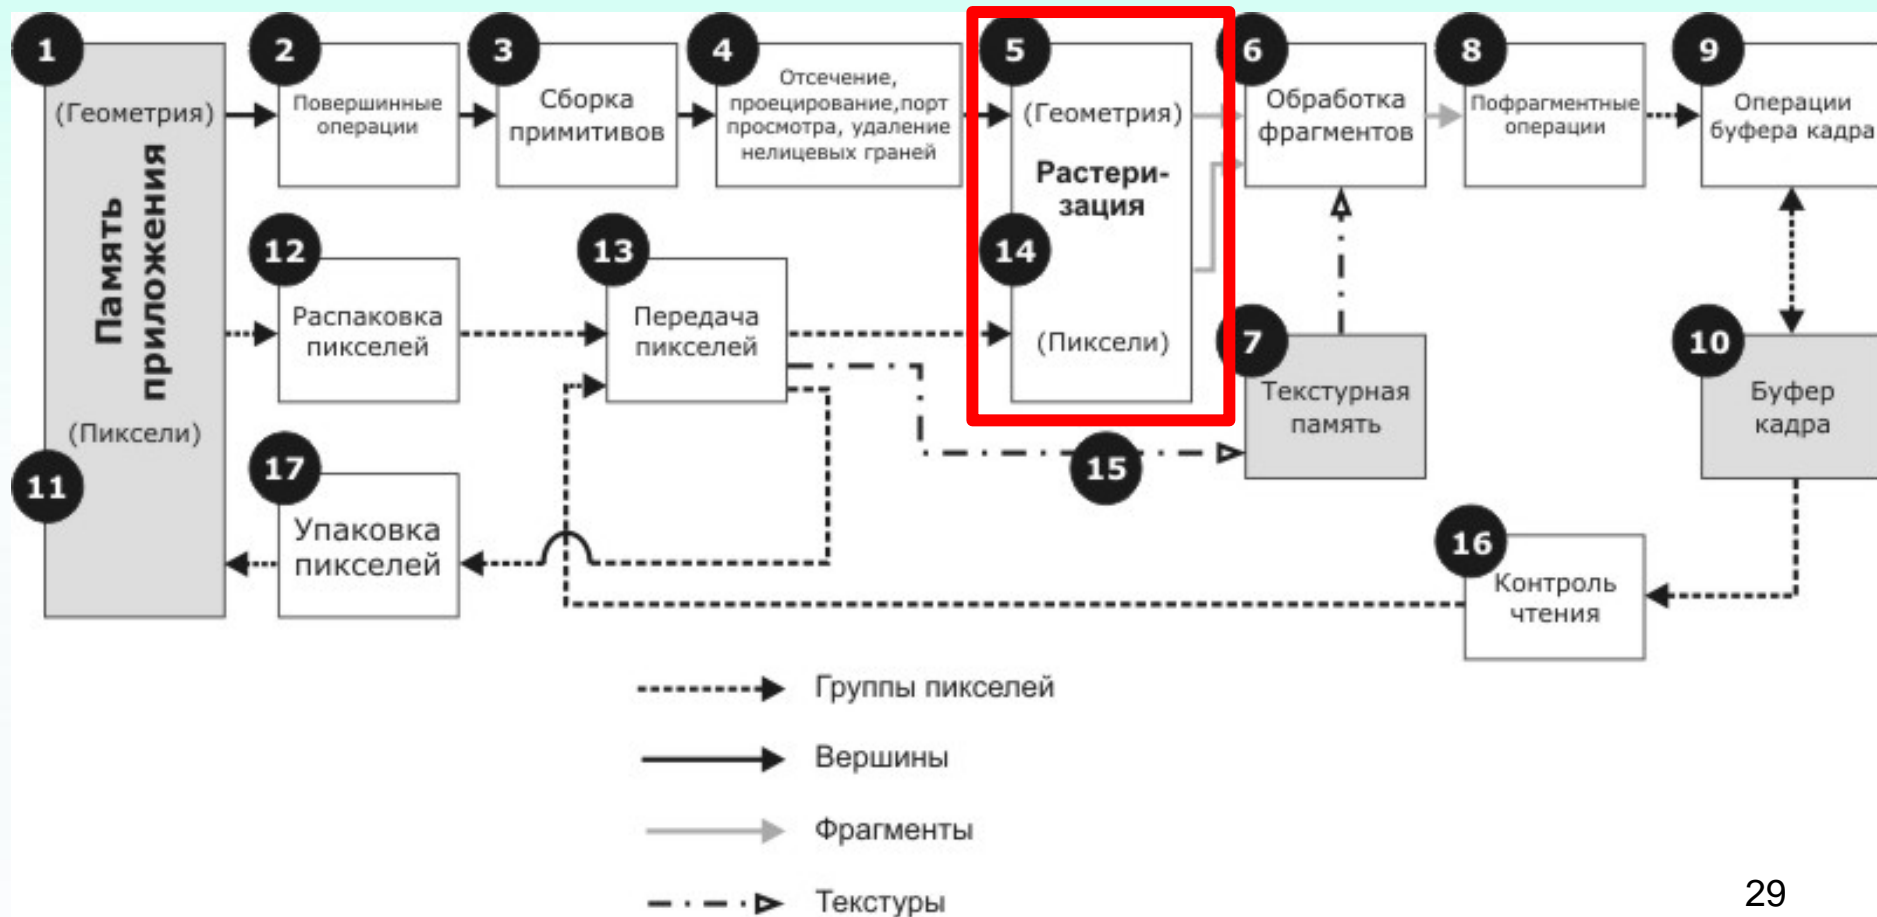 1
(Геометрия)
Память
приложения
(Пиксели)
11
2
Повершинные
операции
3
Сборка
примитивов
4
Отсечение,
проецирование,порт
просмотра, удаление
нелицевых граней
5
(Геометрия)
Растери-
зация
14
(Пиксели)
6
Обработка
фрагментов
8
Пофрагментные
операции
9
Операции
буфера кадра
12
Распаковка
пикселей
13
Передача
пикселей
7
Текстурная
память
10
Буфер
кадра
15
17
Упаковка
пикселей
16
Контроль
чтения
Группы пикселей
Вершины
Фрагменты
Текстуры
29